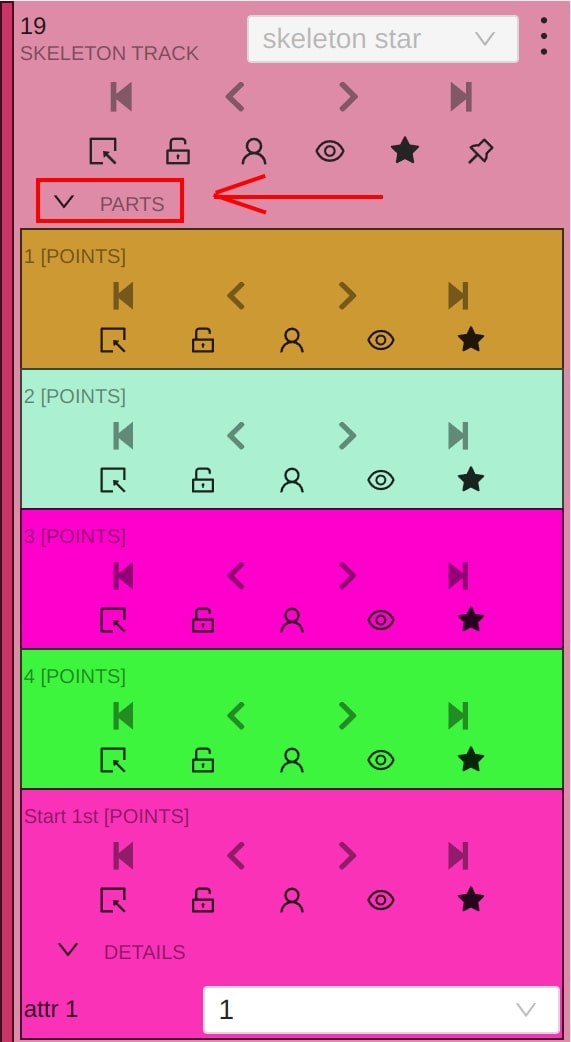 19
SKELETON TRACK
skeleton star
PARTS
1 [POINTS]
2 [POINTS]
3 [POINTS]
4 [POINTS]
Start 1st [POINTS]
DETAILS
attr 1
1